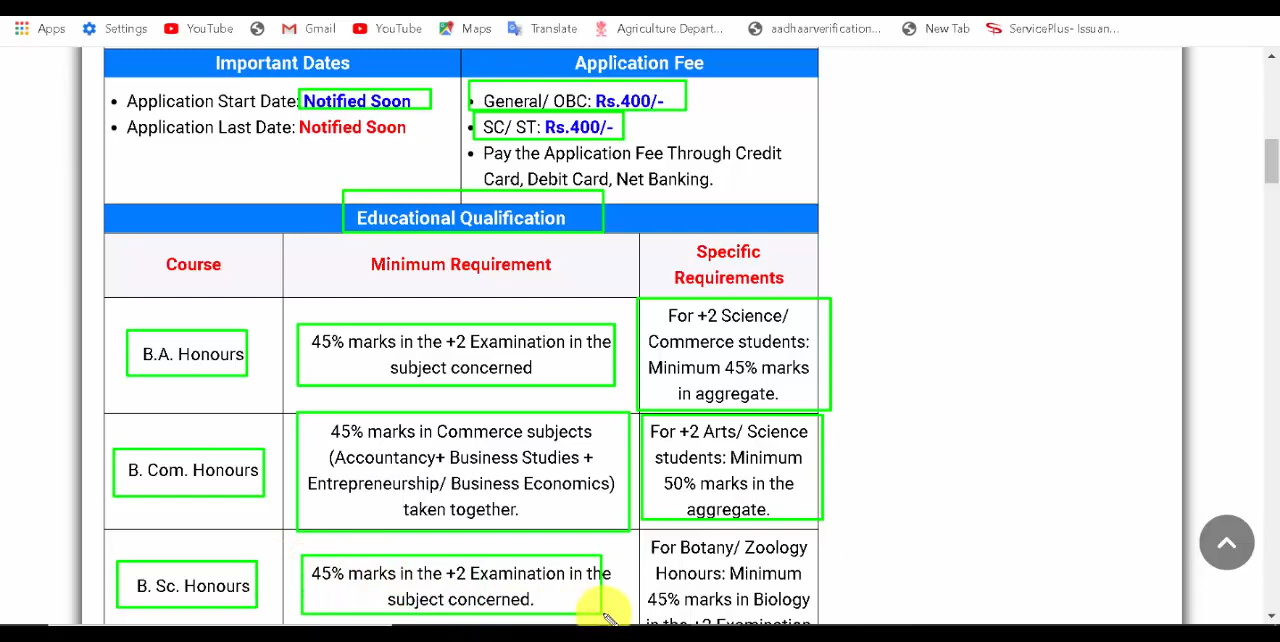 Apps Settings YouTube Gmail YouTube Maps Translate Agriculture Depart... aadhaarverification... New Tab ServicePlus- Issuan...
Important Dates
Application Start Date: Notified Soon
Application Last Date: Notified Soon
Application Fee
General/ OBC: Rs.400/-
SC/ ST: Rs.400/-
Pay the Application Fee Through Credit
Card, Debit Card, Net Banking.
Educational Qualification
Course
Minimum Requirement
Specific
Requirements
B.A. Honours
45% marks in the +2 Examination in the
subject concerned
For +2 Science/
Commerce students:
Minimum 45% marks
in aggregate.
B. Com. Honours
45% marks in Commerce subjects
(Accountancy+ Business Studies +
Entrepreneurship/ Business Economics)
taken together.
For +2 Arts/ Science
students: Minimum
50% marks in the
aggregate.
B. Sc. Honours
45% marks in the +2 Examination in the
subject concerned.
For Botany/ Zoology
Honours: Minimum
45% marks in Biology
in the +2 Examination